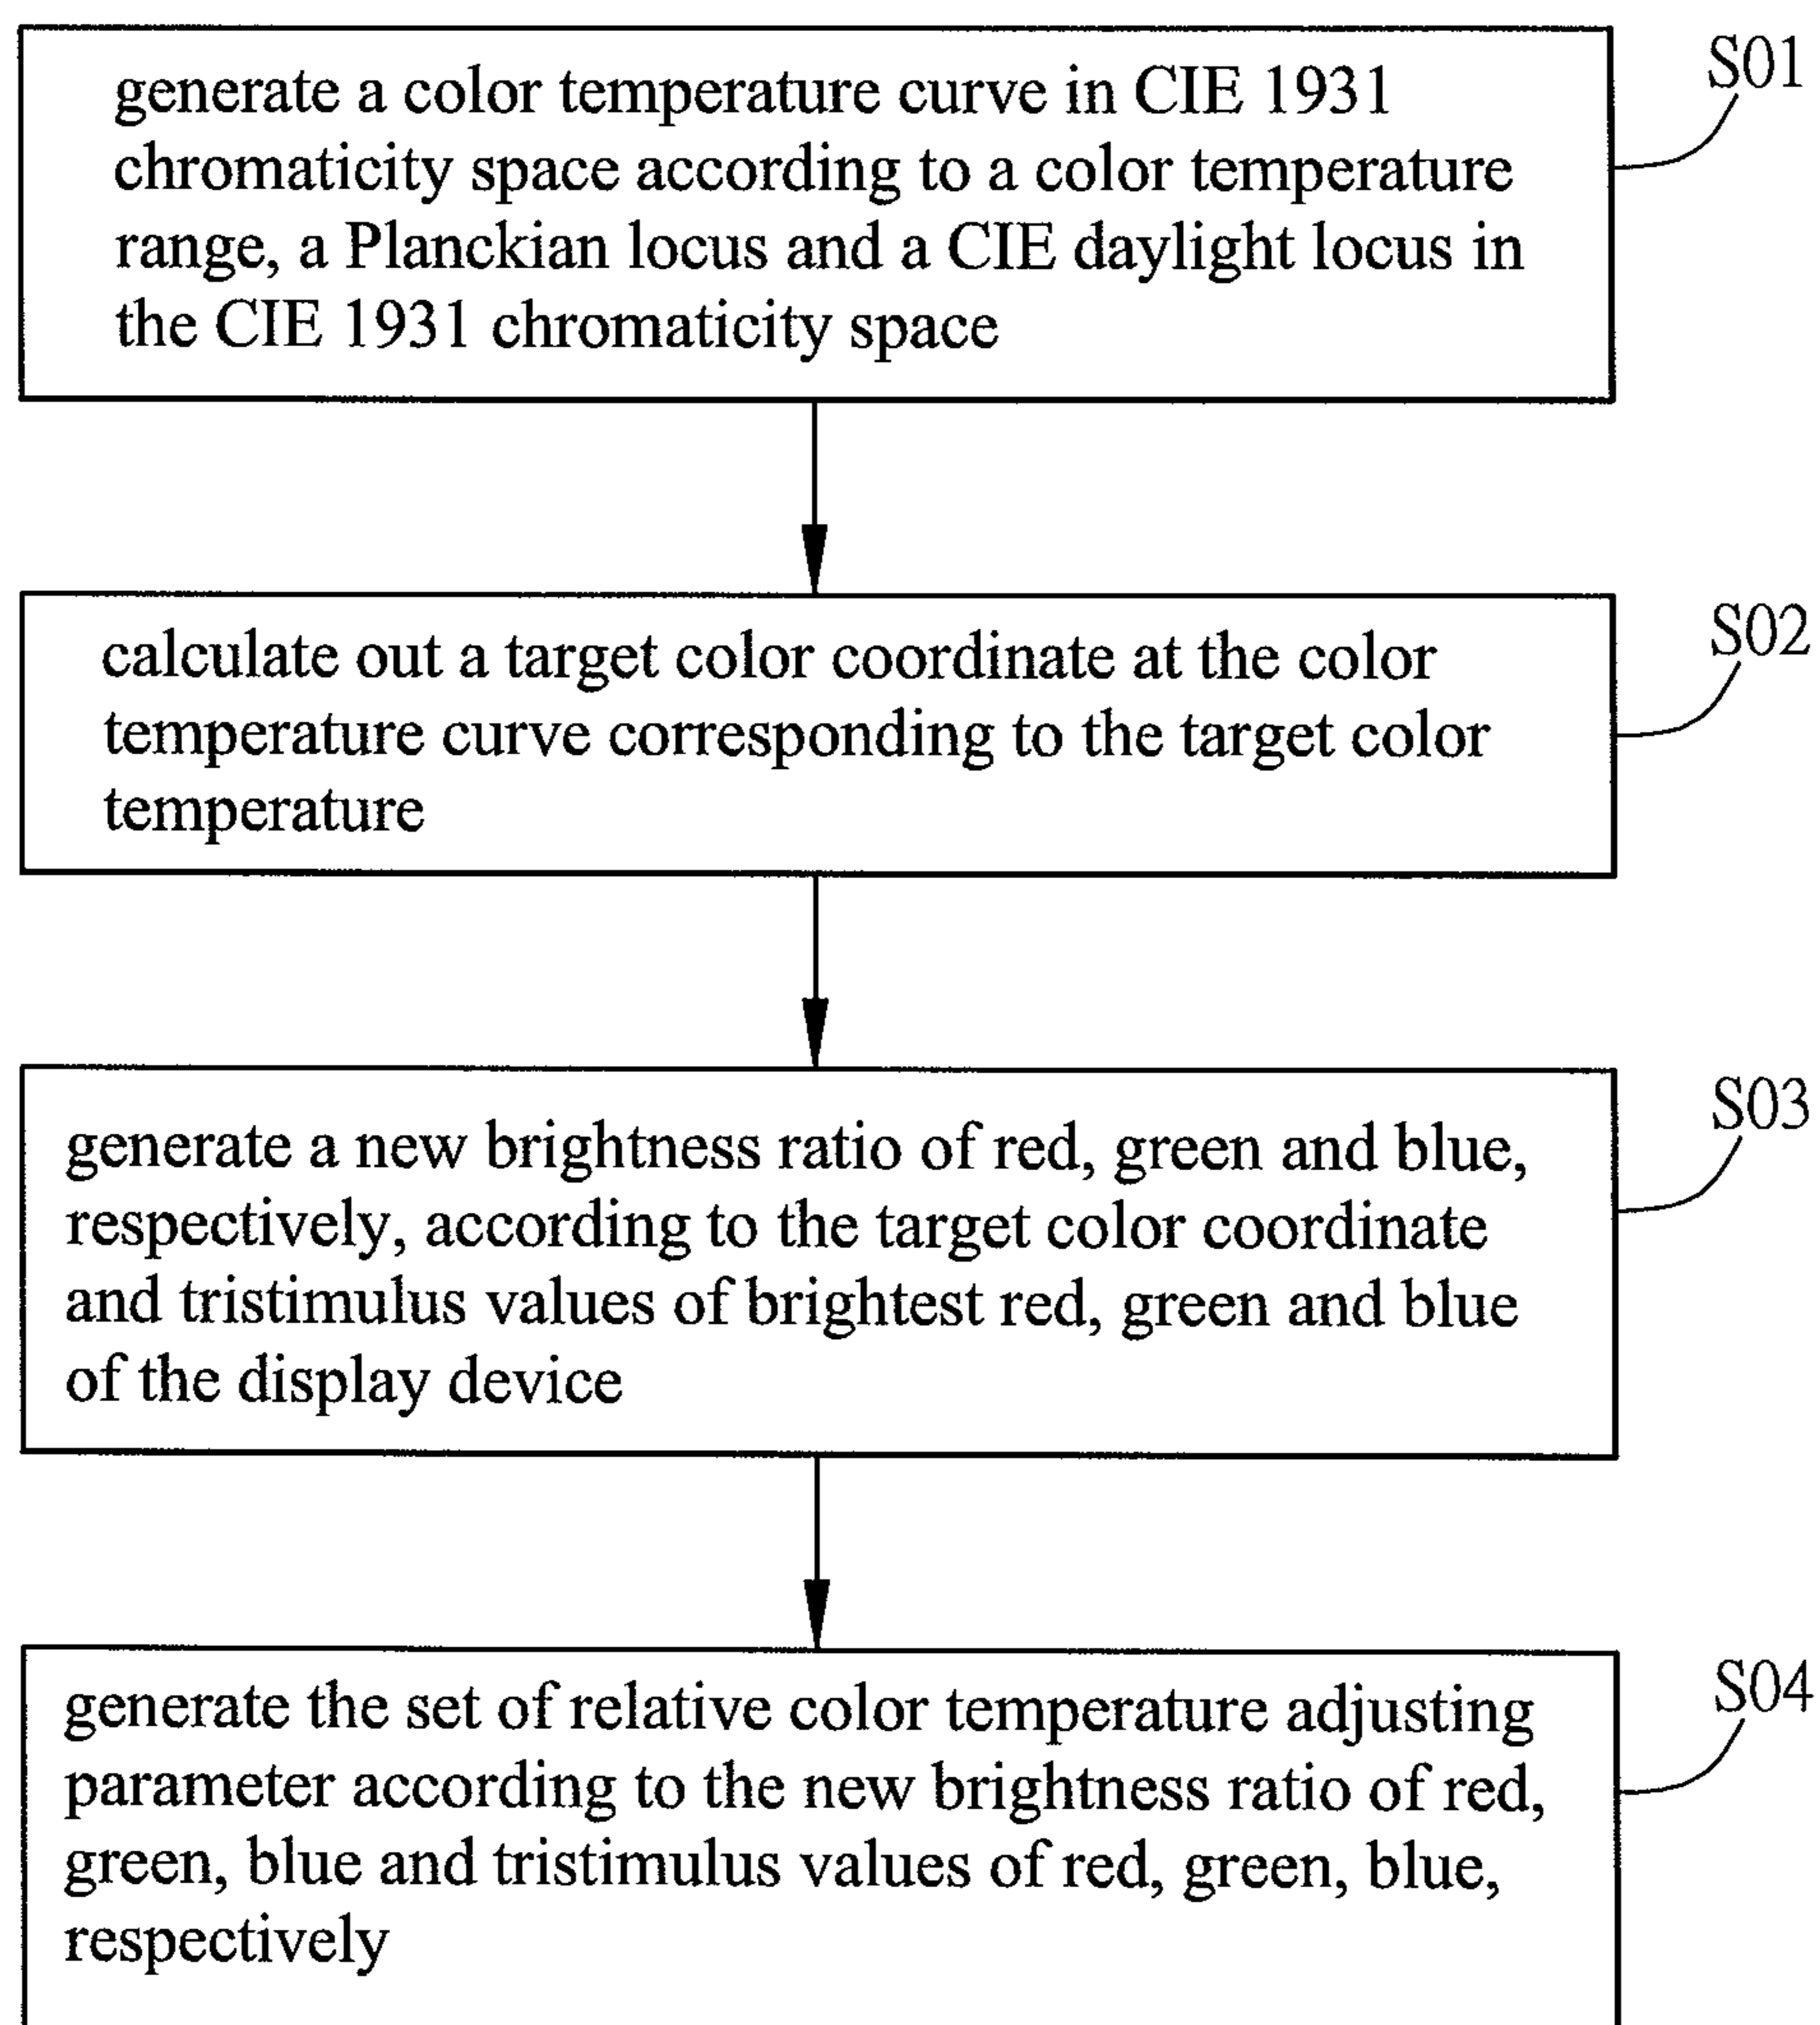 generate a color temperature curve in CIE 1931
chromaticity space according to a color temperature
range, a Planckian locus and a CIE daylight locus in
the CIE 1931 chromaticity space
S01
calculate out a target color coordinate at the color
temperature curve corresponding to the target color
temperature
S02
generate a new brightness ratio of red, green and blue,
respectively, according to the target color coordinate
and tristimulus values of brightest red, green and blue
of the display device
S03
generate the set of relative color temperature adjusting
parameter according to the new brightness ratio of red,
green, blue and tristimulus values of red, green, blue,
respectively
S04